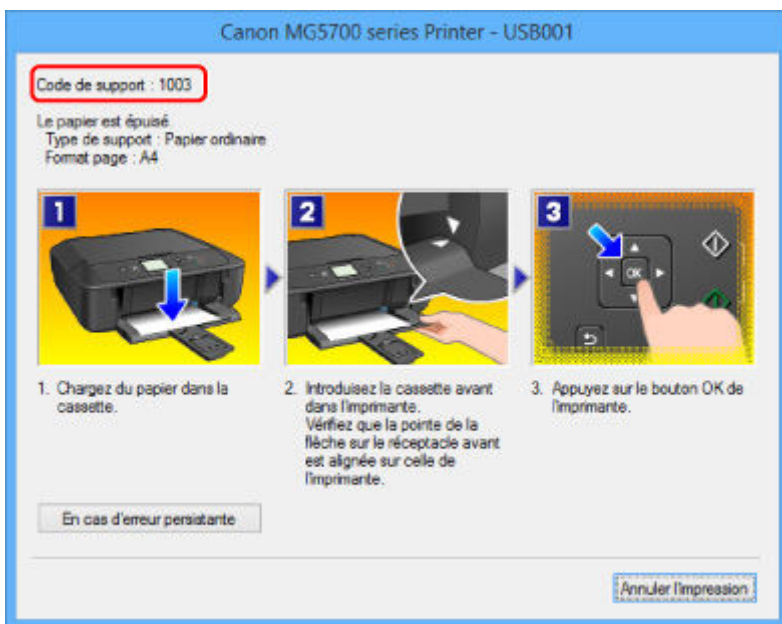 Canon MG5700 series Printer - USB001
Code de support : 1003
Le papier est épuisé.
Type de support : Papier ordinaire
Format page : A4
1
2
3
OK
1. Chargez du papier dans la
cassette.
2. Introduisez la cassette avant
dans l'imprimante.
Vérifiez que la pointe de la
flèche sur le réceptacle avant
est alignée sur celle de
l'imprimante.
3. Appuyez sur le bouton OK de
l'imprimante.
En cas d'erreur persistante
Annuler l'impression